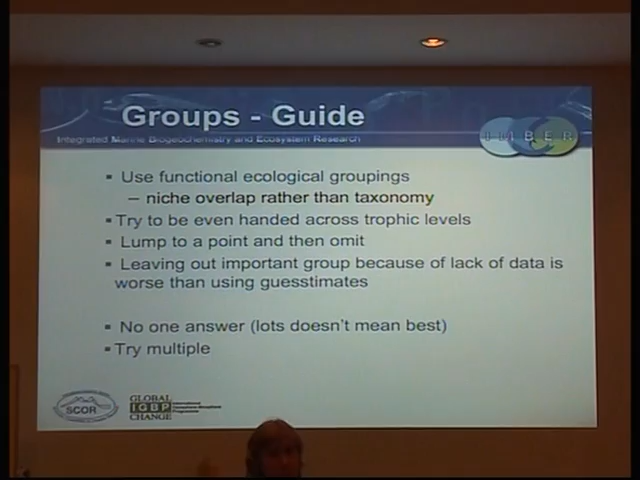 Groups - Guide
Integrated Marine Biogeochemistry and Ecosystem Research
IMBER
▪ Use functional ecological groupings
– niche overlap rather than taxonomy
▪ Try to be even handed across trophic levels
▪ Lump to a point and then omit
▪ Leaving out important group because of lack of data is
worse than using guesstimates
▪ No one answer (lots doesn't mean best)
▪ Try multiple
SCOR
GLOBAL
IGBP
CHANGE